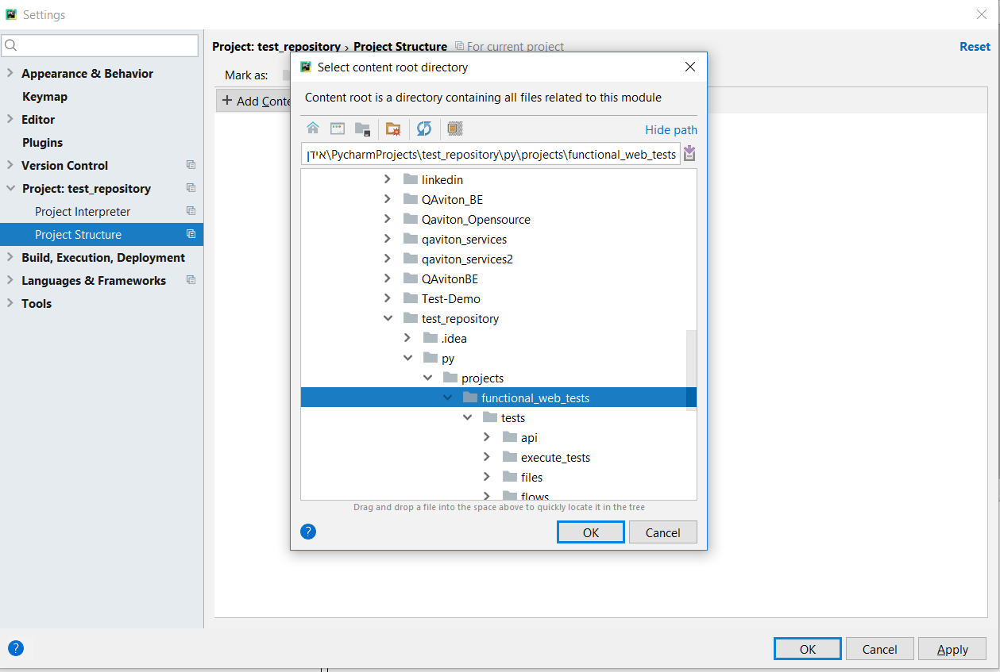 Settings
Project: test_repository › Project Structure
For current project
Reset
Appearance & Behavior
Keymap
Editor
Plugins
Version Control
Project: test_repository
Project Interpreter
Project Structure
Build, Execution, Deployment
Languages & Frameworks
Tools
Mark as:
+ Add Conte
Select content root directory
Content root is a directory containing all files related to this module
Hide path
אידן\PycharmProjects\test_repository\py\projects\functional_web_tests
linkedin
QAviton_BE
Qaviton_Opensource
qaviton_services
qaviton_services2
QAvitonBE
Test-Demo
test_repository
.idea
py
projects
functional_web_tests
tests
api
execute_tests
files
flows
Drag and drop a file into the space above to quickly locate it in the tree
?
OK
Cancel
?
OK
Cancel
Apply